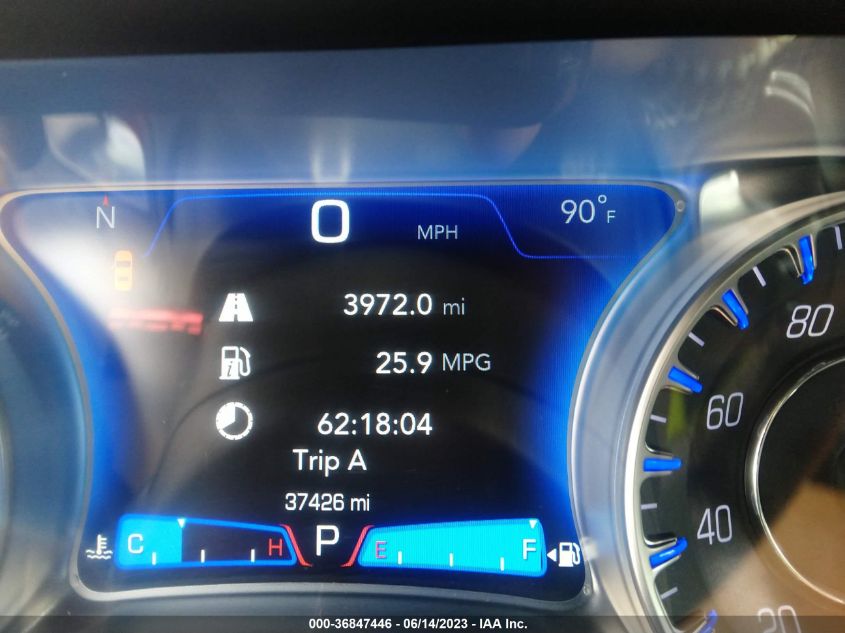 N
0 MPH
90°F
3972.0 mi
25.9 MPG
62:18:04
Trip A
37426 mi
C H P E F
80
60
40
20
000-36847446 - 06/14/2023 - IAA Inc.